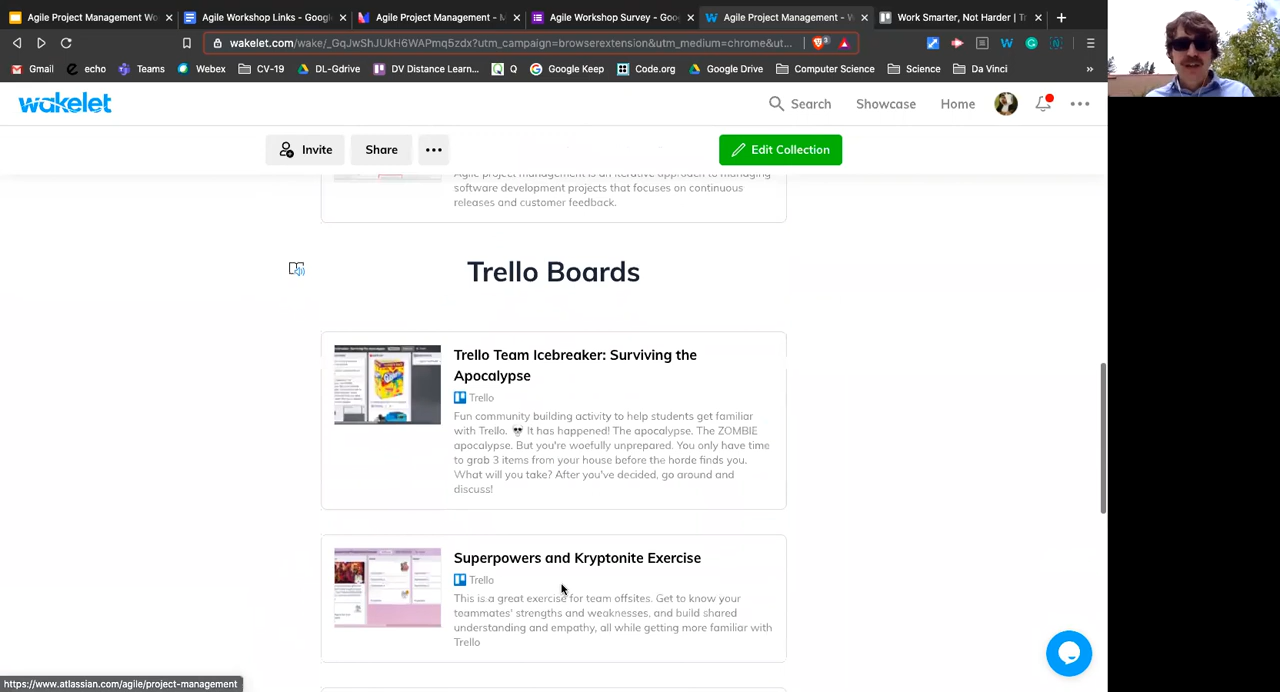 Agile Project Management Wo
Agile Workshop Links - Googl
Agile Project Management - M
Agile Workshop Survey - Goo
Agile Project Management - W
Work Smarter, Not Harder | Tr
wakelet.com/wake/_GqJwShJUkH6WAPmq5zdx?utm_campaign=browserextension&utm_medium=chrome&ut...
Gmail
echo
Teams
Webex
CV-19
DL-Gdrive
DV Distance Learn...
Q
Google Keep
Code.org
Google Drive
Computer Science
Science
Da Vinci
»
wakelet
Search
Showcase
Home
Invite
Share
Edit Collection
Agile project management is an iterative approach to managing
software development projects that focuses on continuous
releases and customer feedback.
Trello Boards
Trello Team Icebreaker: Surviving the
Apocalypse
Trello
Fun community building activity to help students get familiar
with Trello. 💀 It has happened! The apocalypse. The ZOMBIE
apocalypse. But you're woefully unprepared. You only have time
to grab 3 items from your house before the horde finds you.
What will you take? After you've decided, go around and
discuss!
Superpowers and Kryptonite Exercise
Trello
This is a great exercise for team offsites. Get to know your
teammates' strengths and weaknesses, and build shared
understanding and empathy, all while getting more familiar with
Trello
https://www.atlassian.com/agile/project-management